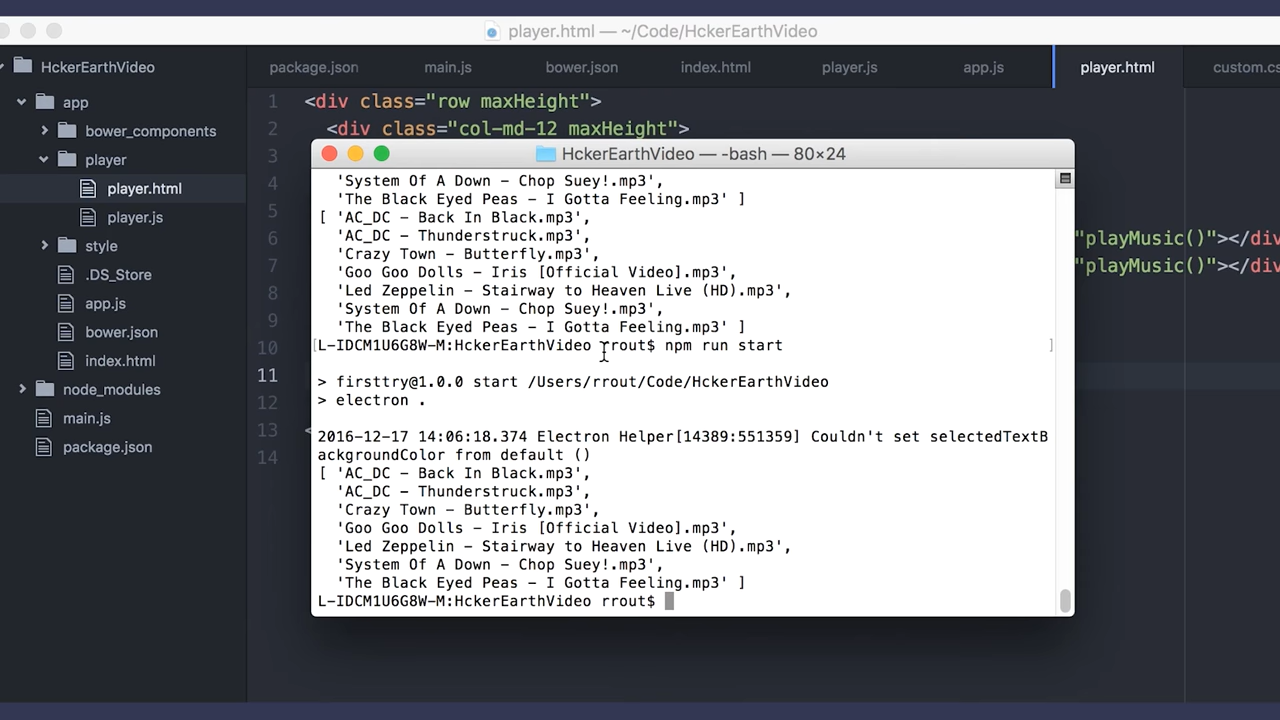 player.html — ~/Code/HckerEarthVideo
HckerEarthVideo
package.json
main.js
bower.json
index.html
player.js
app.js
player.html
custom.cs
app
bower_components
player
player.html
player.js
style
.DS_Store
app.js
bower.json
index.html
node_modules
main.js
package.json
1 <div class="row maxHeight">
2 <div class="col-md-12 maxHeight">
3
4
5
6 "playMusic()"></div
7 "playMusic()"></div
8
9
10
11
12
13 <
14
HckerEarthVideo — -bash — 80×24
'System Of A Down - Chop Suey!.mp3',
'The Black Eyed Peas - I Gotta Feeling.mp3' ]
[ 'AC_DC - Back In Black.mp3',
'AC_DC - Thunderstruck.mp3',
'Crazy Town - Butterfly.mp3',
'Goo Goo Dolls - Iris [Official Video].mp3',
'Led Zeppelin - Stairway to Heaven Live (HD).mp3',
'System Of A Down - Chop Suey!.mp3',
'The Black Eyed Peas - I Gotta Feeling.mp3' ]
[L-IDCM1U6G8W-M:HckerEarthVideo rrout$ npm run start ]
> firsttry@1.0.0 start /Users/rrout/Code/HckerEarthVideo
> electron .
2016-12-17 14:06:18.374 Electron Helper[14389:551359] Couldn't set selectedTextB
ackgroundColor from default ()
[ 'AC_DC - Back In Black.mp3',
'AC_DC - Thunderstruck.mp3',
'Crazy Town - Butterfly.mp3',
'Goo Goo Dolls - Iris [Official Video].mp3',
'Led Zeppelin - Stairway to Heaven Live (HD).mp3',
'System Of A Down - Chop Suey!.mp3',
'The Black Eyed Peas - I Gotta Feeling.mp3' ]
L-IDCM1U6G8W-M:HckerEarthVideo rrout$